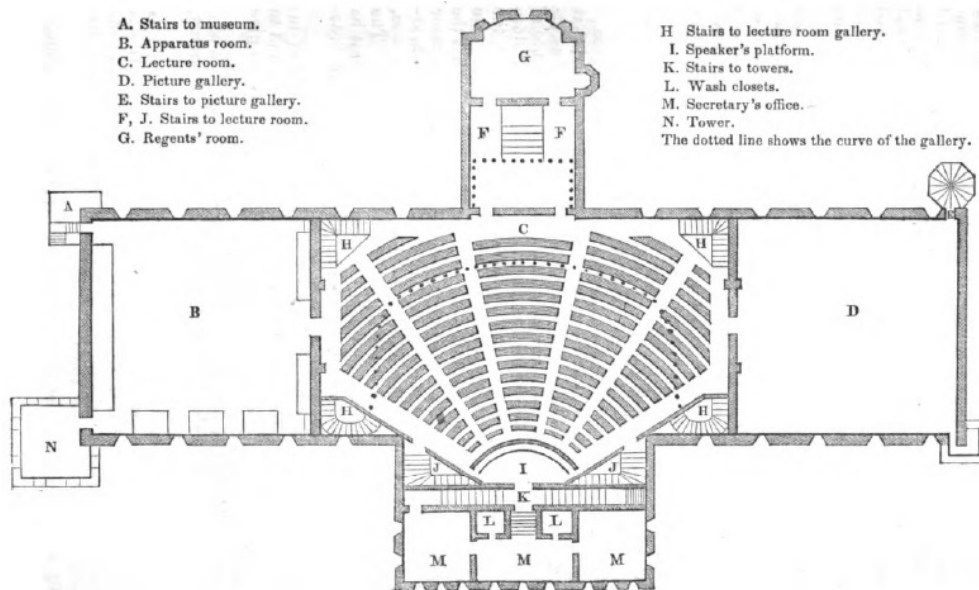 A. Stairs to museum.
B. Apparatus room.
C. Lecture room.
D. Picture gallery.
E. Stairs to picture gallery.
F, J. Stairs to lecture room.
G. Regents' room.
H Stairs to lecture room gallery.
I. Speaker's platform.
K. Stairs to towers.
L. Wash closets.
M. Secretary's office.
N. Tower.
The dotted line shows the curve of the gallery.
G
F F
A
C
E
H H
B
D
H H
N
J I J
K
L L
M M M